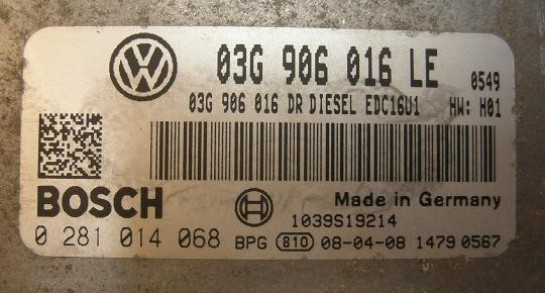 03G 906 016 LE 0549
03G 906 016 DR DIESEL EDC16U1 HW: H01
BOSCH Made in Germany
1039S19214
0 281 014 068 BPG 810 08-04-08 1479 0567